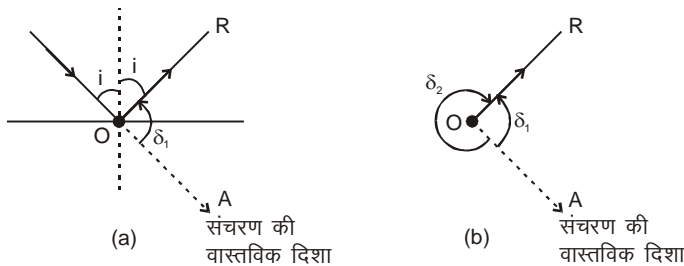 R
i
i
O
δ₁
A
संचरण की
वास्तविक दिशा
(a)
R
δ₂
O
δ₁
A
संचरण की
वास्तविक दिशा
(b)